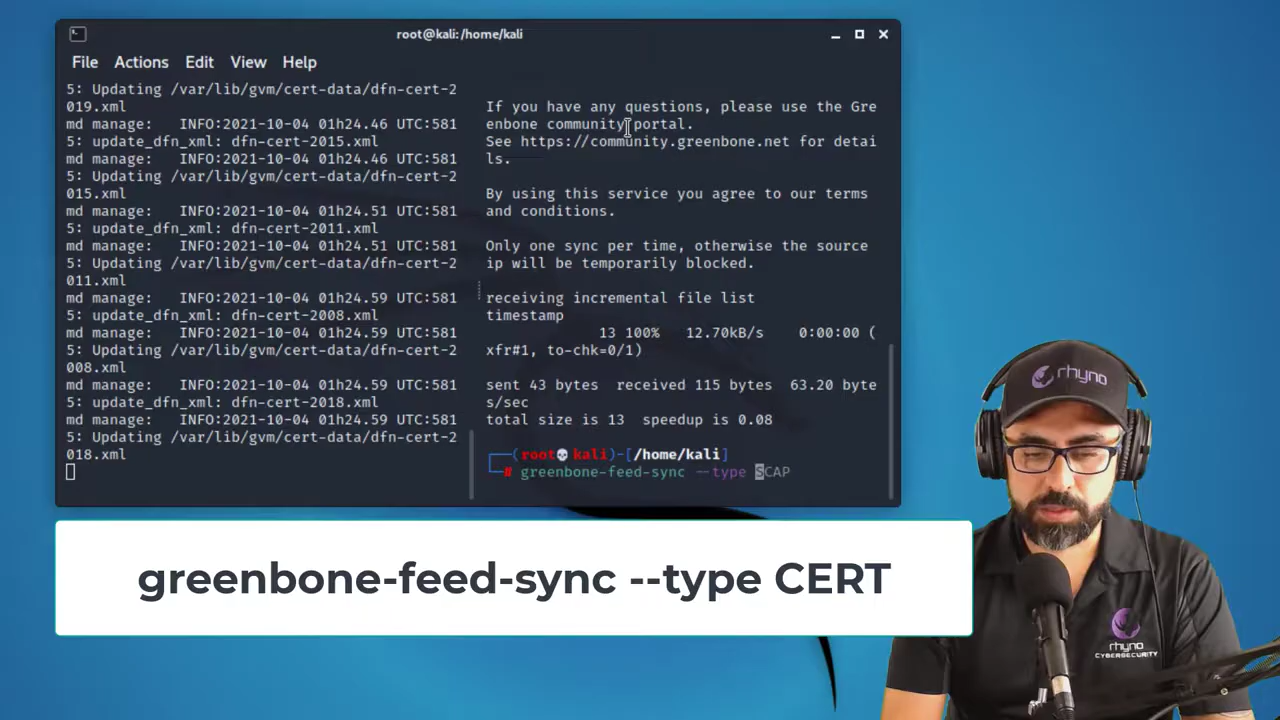 root@kali:/home/kali
File Actions Edit View Help
5: Updating /var/lib/gvm/cert-data/dfn-cert-2
019.xml
md manage: INFO:2021-10-04 01h24.46 UTC:581
5: update_dfn_xml: dfn-cert-2015.xml
md manage: INFO:2021-10-04 01h24.46 UTC:581
5: Updating /var/lib/gvm/cert-data/dfn-cert-2
015.xml
md manage: INFO:2021-10-04 01h24.51 UTC:581
5: update_dfn_xml: dfn-cert-2011.xml
md manage: INFO:2021-10-04 01h24.51 UTC:581
5: Updating /var/lib/gvm/cert-data/dfn-cert-2
011.xml
md manage: INFO:2021-10-04 01h24.59 UTC:581
5: update_dfn_xml: dfn-cert-2008.xml
md manage: INFO:2021-10-04 01h24.59 UTC:581
5: Updating /var/lib/gvm/cert-data/dfn-cert-2
008.xml
md manage: INFO:2021-10-04 01h24.59 UTC:581
5: update_dfn_xml: dfn-cert-2018.xml
md manage: INFO:2021-10-04 01h24.59 UTC:581
5: Updating /var/lib/gvm/cert-data/dfn-cert-2
018.xml
If you have any questions, please use the Gre
enbone community portal.
See https://community.greenbone.net for detai
ls.
By using this service you agree to our terms
and conditions.
Only one sync per time, otherwise the source
ip will be temporarily blocked.
receiving incremental file list
timestamp
13 100% 12.70kB/s 0:00:00 (
xfr#1, to-chk=0/1)
sent 43 bytes received 115 bytes 63.20 byte
s/sec
total size is 13 speedup is 0.08
(root💀kali)-[/home/kali]
# greenbone-feed-sync --type SCAP
greenbone-feed-sync --type CERT
rhyno
rhyno
CYBERSECURITY